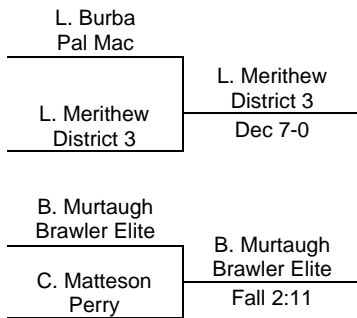 L. Burba
Pal Mac
L. Merithew
District 3
L. Merithew
District 3
Dec 7-0
B. Murtaugh
Brawler Elite
C. Matteson
Perry
B. Murtaugh
Brawler Elite
Fall 2:11